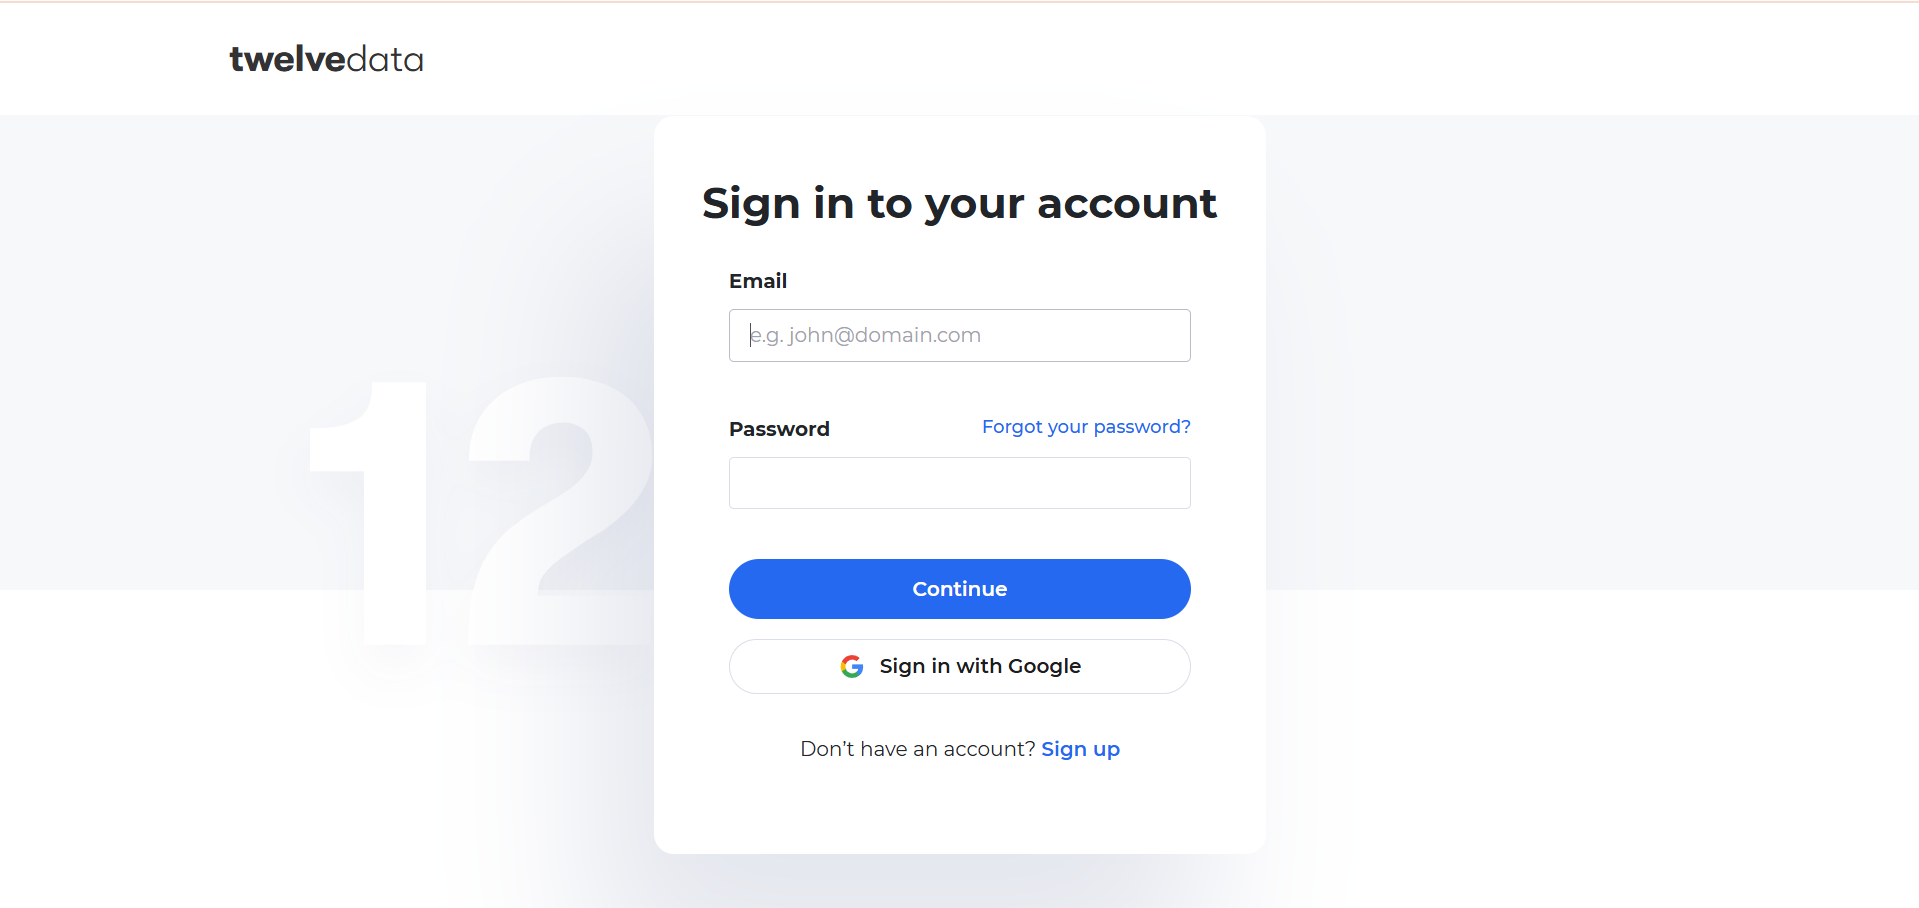 twelvedata
Sign in to your account
Email
e.g. john@domain.com
Password
Forgot your password?
Continue
Sign in with Google
Don’t have an account? Sign up
12